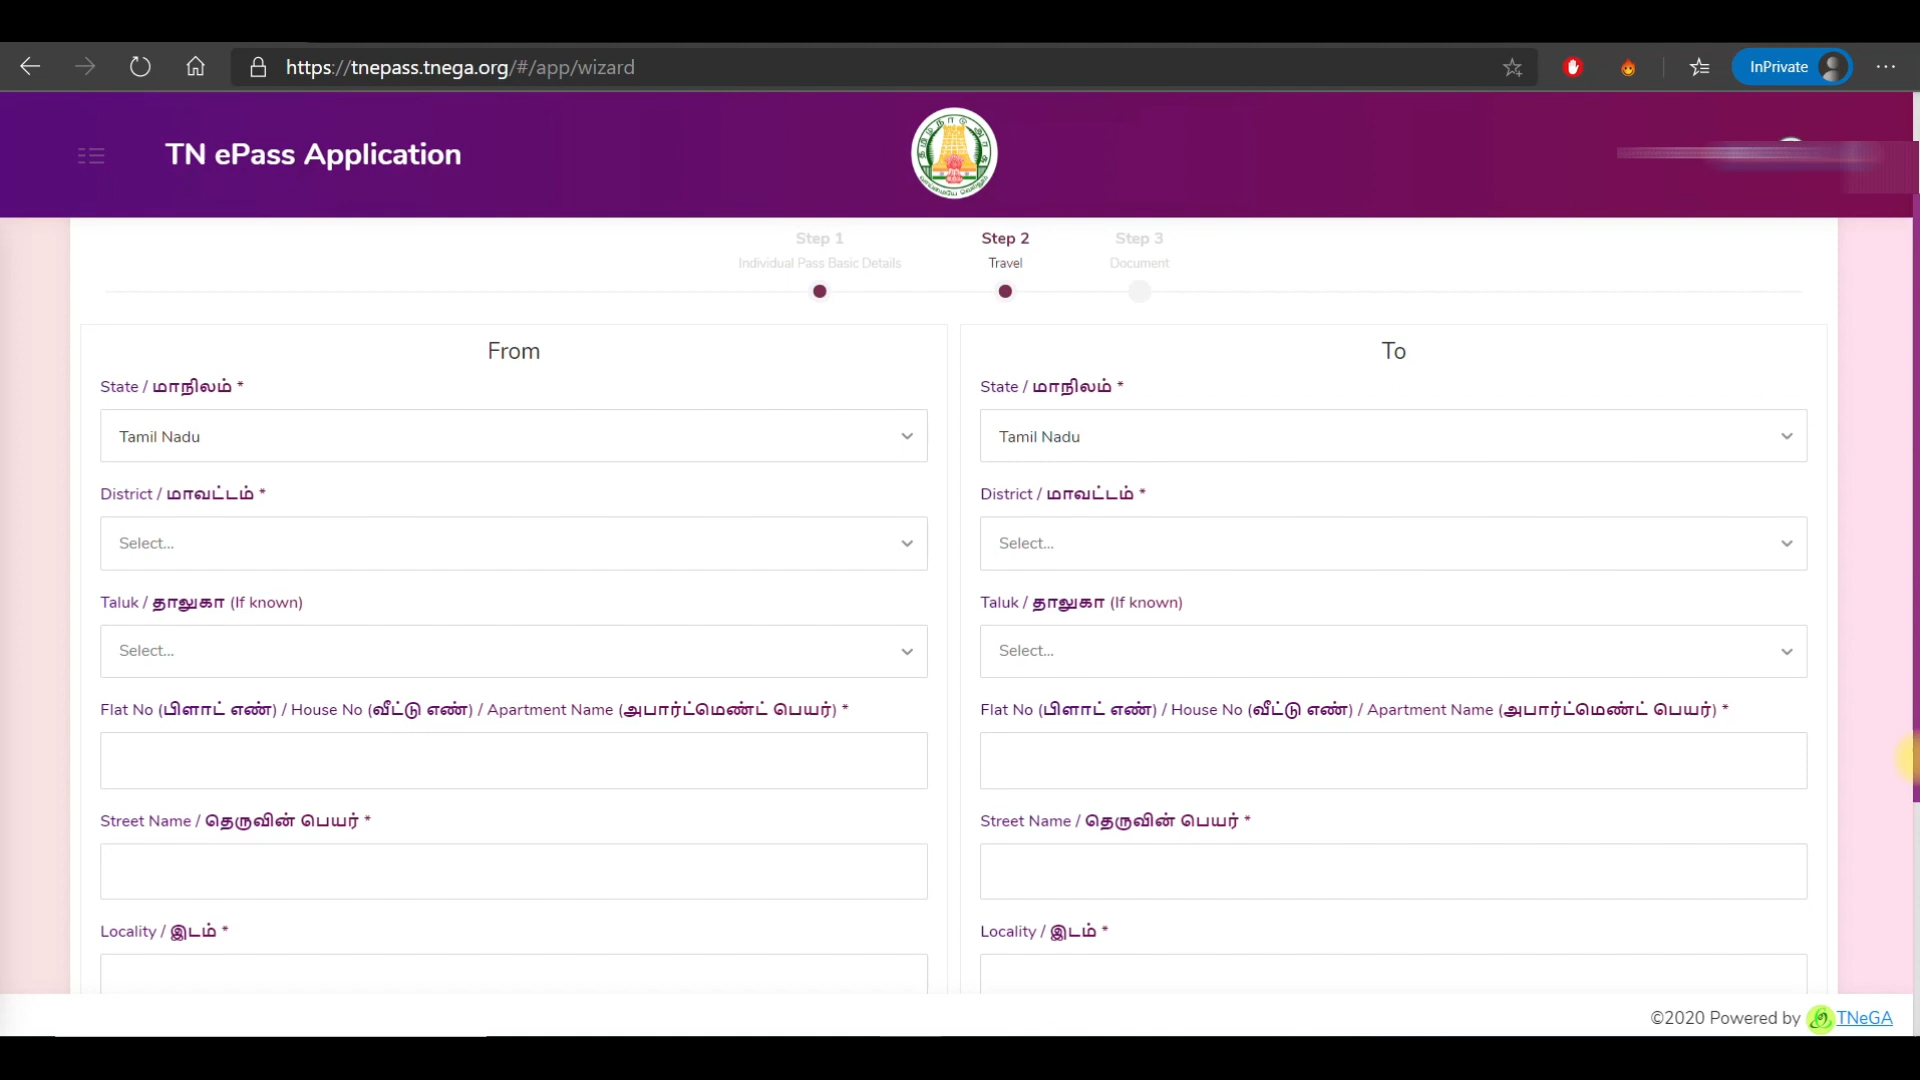 https://tnepass.tnega.org/#/app/wizard
InPrivate
TN ePass Application
Step 1
Step 2
Step 3
Individual Pass Basic Details
Travel
Document
From
State / மாநிலம் *
Tamil Nadu
District / மாவட்டம் *
Select...
Taluk / தாலுகா (If known)
Select...
Flat No (பிளாட் எண்) / House No (வீட்டு எண்) / Apartment Name (அபார்ட்மெண்ட் பெயர்) *
Street Name / தெருவின் பெயர் *
Locality / இடம் *
To
State / மாநிலம் *
Tamil Nadu
District / மாவட்டம் *
Select...
Taluk / தாலுகா (If known)
Select...
Flat No (பிளாட் எண்) / House No (வீட்டு எண்) / Apartment Name (அபார்ட்மெண்ட் பெயர்) *
Street Name / தெருவின் பெயர் *
Locality / இடம் *
©2020 Powered by TNeGA